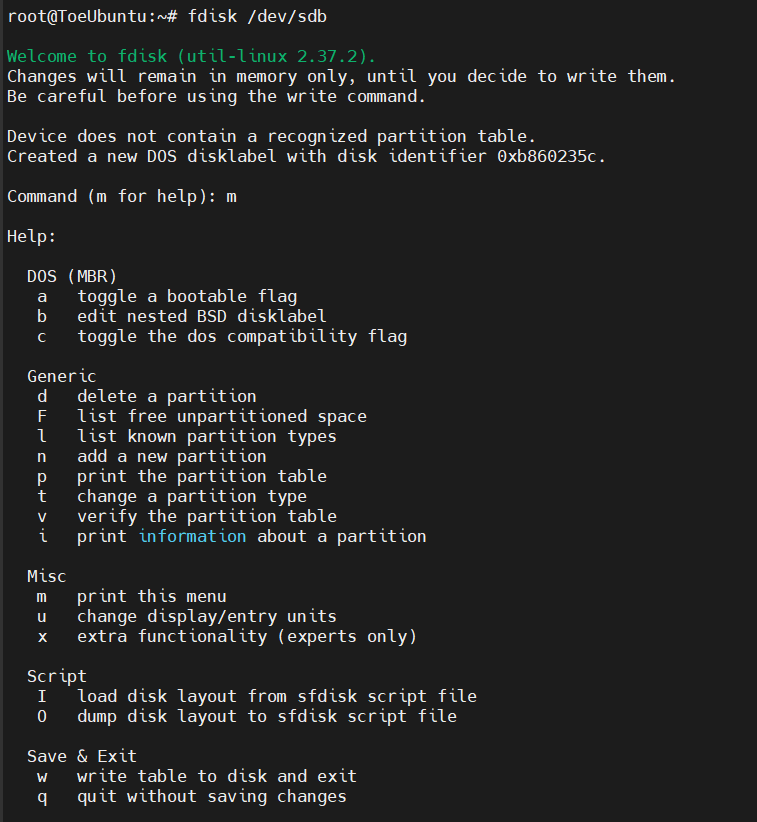 root@ToeUbuntu:~# fdisk /dev/sdb
Welcome to fdisk (util-linux 2.37.2).
Changes will remain in memory only, until you decide to write them.
Be careful before using the write command.
Device does not contain a recognized partition table.
Created a new DOS disklabel with disk identifier 0xb860235c.
Command (m for help): m
Help:
DOS (MBR)
a   toggle a bootable flag
b   edit nested BSD disklabel
c   toggle the dos compatibility flag
Generic
d   delete a partition
F   list free unpartitioned space
l   list known partition types
n   add a new partition
p   print the partition table
t   change a partition type
v   verify the partition table
i   print information about a partition
Misc
m   print this menu
u   change display/entry units
x   extra functionality (experts only)
Script
I   load disk layout from sfdisk script file
O   dump disk layout to sfdisk script file
Save & Exit
w   write table to disk and exit
q   quit without saving changes